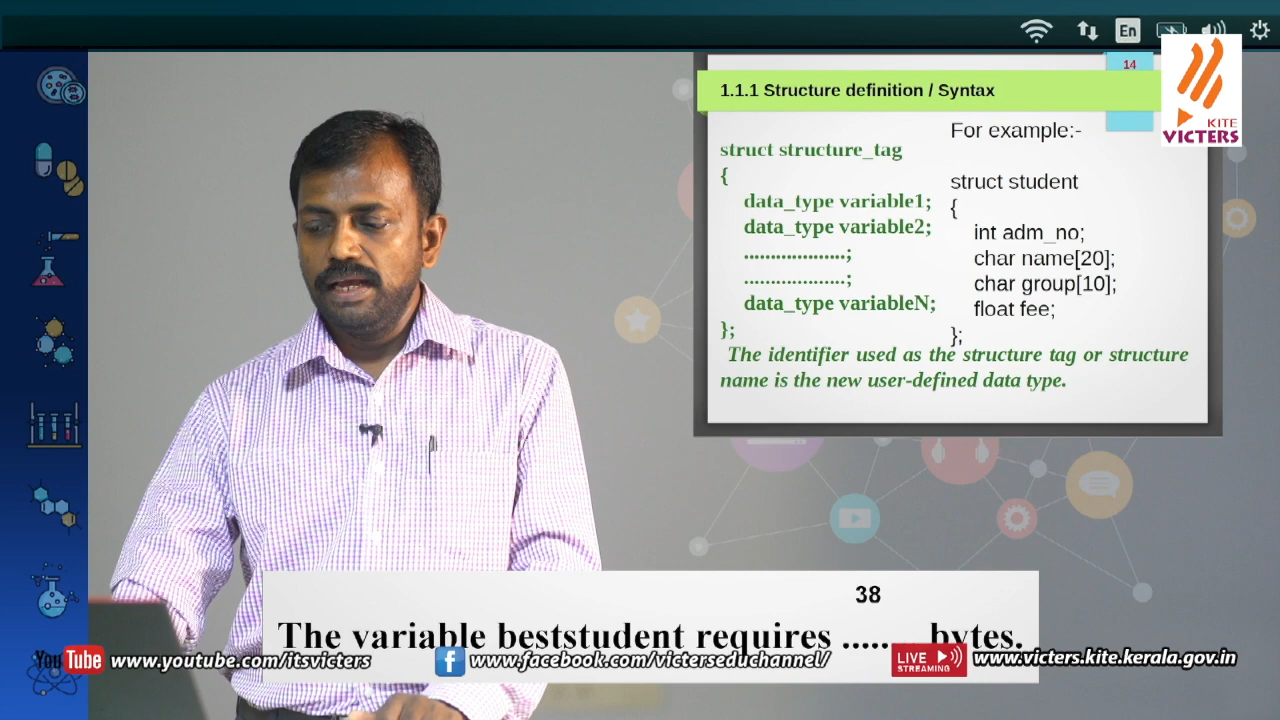 En
14
KITE
VICTERS
1.1.1 Structure definition / Syntax
struct structure_tag
{
data_type variable1;
data_type variable2;
....................;
....................;
data_type variableN;
};
For example:-
struct student
{
int adm_no;
char name[20];
char group[10];
float fee;
};
The identifier used as the structure tag or structure
name is the new user-defined data type.
38
The variable beststudent requires ........ bytes.
YouTube www.youtube.com/itsvicters
f www.facebook.com/victerseduchannel/
LIVE STREAMING www.victers.kite.kerala.gov.in